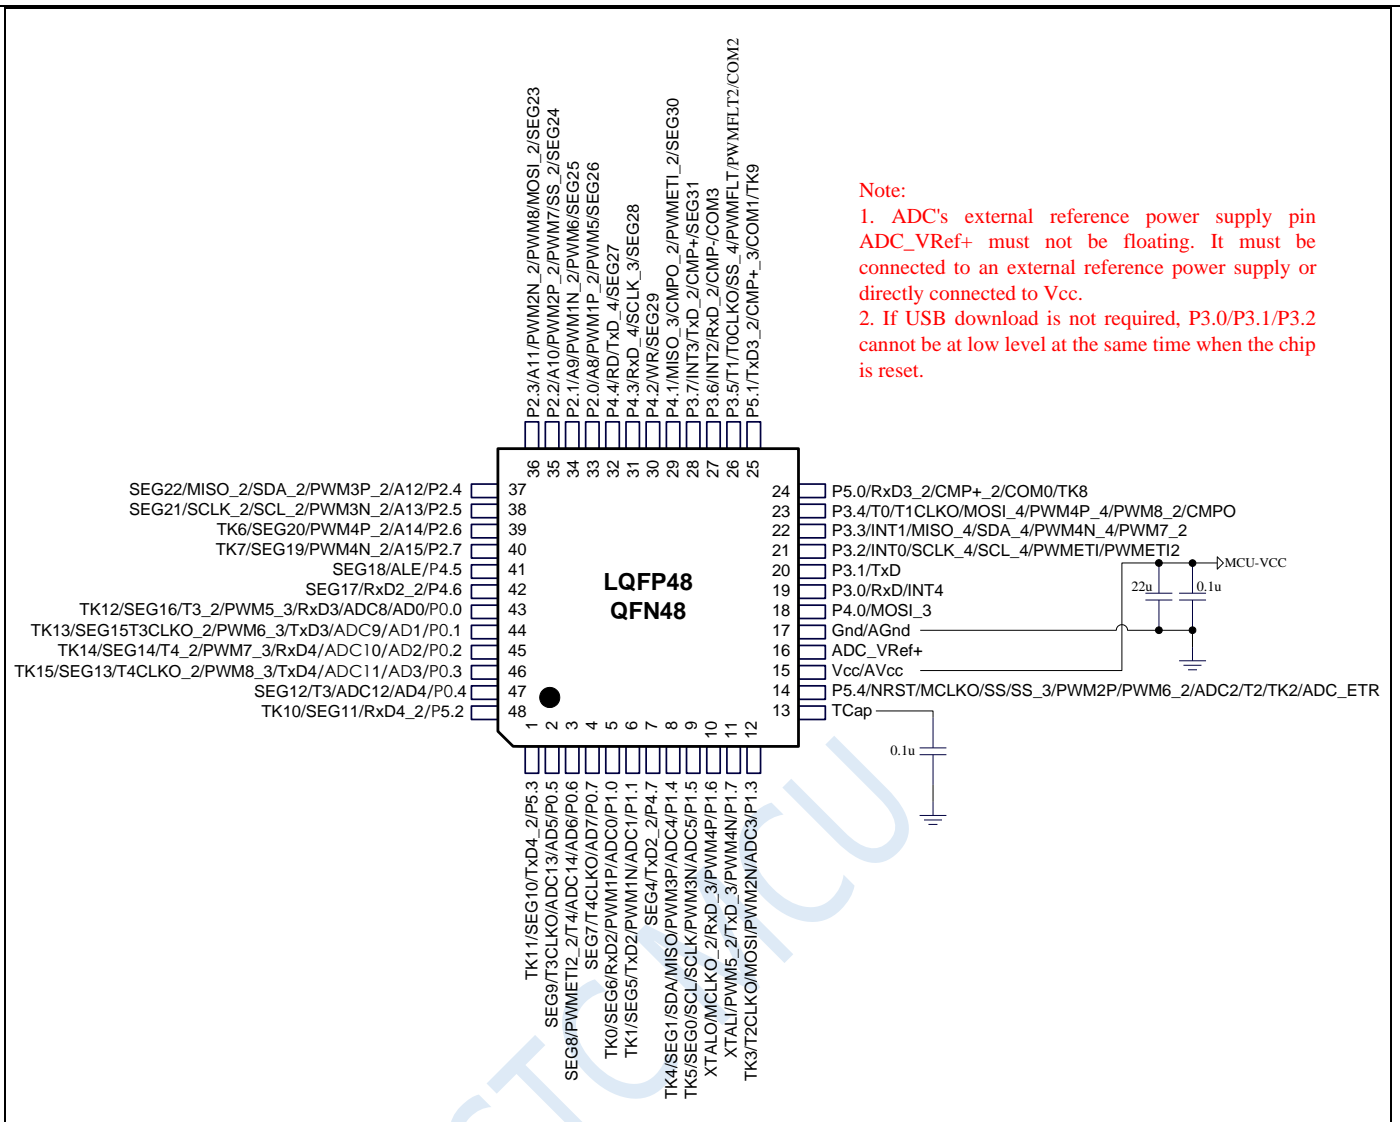 P2.3/A11/PWM2N_2/PWM8/MOSI_2/SEG23
P2.2/A10/PWM2P_2/PWM7/SS_2/SEG24
P2.1/A9/PWM1N_2/PWM6/SEG25
P2.0/A8/PWM1P_2/PWM5/SEG26
P4.4/RD/TxD_4/SEG27
P4.3/RxD_4/SCLK_3/SEG28
P4.2/WR/SEG29
P4.1/MISO_3/CMPO_2/PWMETI_2/SEG30
P3.7/INT3/TxD_2/CMP+/SEG31
P3.6/INT2/RxD_2/CMP-/COM3
P3.5/T1/T0CLKO/SS_4/PWMFLT/PWMFLT2/COM2
P5.1/TxD3_2/CMP+_3/COM1/TK9
Note:
1. ADC's external reference power supply pin
ADC_VRef+ must not be floating. It must be
connected to an external reference power supply or
directly connected to Vcc.
2. If USB download is not required, P3.0/P3.1/P3.2
cannot be at low level at the same time when the chip
is reset.
36 35 34 33 32 31 30 29 28 27 26 25
SEG22/MISO_2/SDA_2/PWM3P_2/A12/P2.4 37
SEG21/SCLK_2/SCL_2/PWM3N_2/A13/P2.5 38
TK6/SEG20/PWM4P_2/A14/P2.6 39
TK7/SEG19/PWM4N_2/A15/P2.7 40
SEG18/ALE/P4.5 41
SEG17/RxD2_2/P4.6 42
TK12/SEG16/T3_2/PWM5_3/RxD3/ADC8/AD0/P0.0 43
TK13/SEG15T3CLKO_2/PWM6_3/TxD3/ADC9/AD1/P0.1 44
TK14/SEG14/T4_2/PWM7_3/RxD4/ADC10/AD2/P0.2 45
TK15/SEG13/T4CLKO_2/PWM8_3/TxD4/ADC11/AD3/P0.3 46
SEG12/T3/ADC12/AD4/P0.4 47
TK10/SEG11/RxD4_2/P5.2 48
LQFP48
QFN48
24 P5.0/RxD3_2/CMP+_2/COM0/TK8
23 P3.4/T0/T1CLKO/MOSI_4/PWM4P_4/PWM8_2/CMPO
22 P3.3/INT1/MISO_4/SDA_4/PWM4N_4/PWM7_2
21 P3.2/INT0/SCLK_4/SCL_4/PWMETI/PWMETI2
20 P3.1/TxD
19 P3.0/RxD/INT4
18 P4.0/MOSI_3
17 Gnd/AGnd
16 ADC_VRef+
15 Vcc/AVcc
14 P5.4/NRST/MCLKO/SS/SS_3/PWM2P/PWM6_2/ADC2/T2/TK2/ADC_ETR
13 TCap
MCU-VCC
22u 0.1u
0.1u
1 2 3 4 5 6 7 8 9 10 11 12
TK11/SEG10/TxD4_2/P5.3
SEG9/T3CLKO/ADC13/AD5/P0.5
SEG8/PWMETI2_2/T4/ADC14/AD6/P0.6
SEG7/T4CLKO/AD7/P0.7
TK0/SEG6/RxD2/PWM1P/ADC0/P1.0
TK1/SEG5/TxD2/PWM1N/ADC1/P1.1
SEG4/TxD2_2/P4.7
TK4/SEG1/SDA/MISO/PWM3P/ADC4/P1.4
TK5/SEG0/SCL/SCLK/PWM3N/ADC5/P1.5
XTALO/MCLKO_2/RxD_3/PWM4P/P1.6
XTALI/PWM5_2/TxD_3/PWM4N/P1.7
TK3/T2CLKO/MOSI/PWM2N/ADC3/P1.3
STCMCU